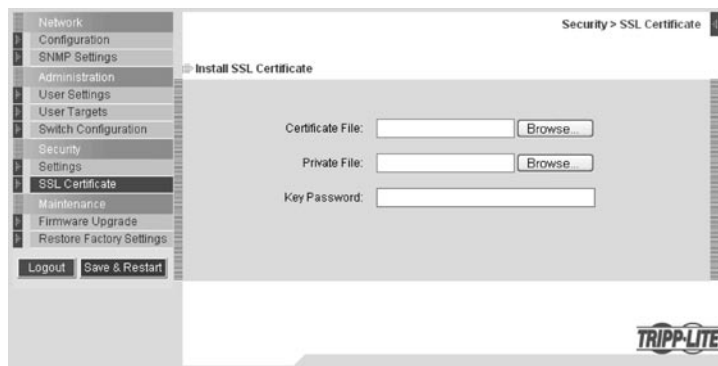 Network
Configuration
SNMP Settings
Administration
User Settings
User Targets
Switch Configuration
Security
Settings
SSL Certificate
Maintenance
Firmware Upgrade
Restore Factory Settings
Logout Save & Restart
Security > SSL Certificate
Install SSL Certificate
Certificate File: Browse...
Private File: Browse...
Key Password:
TRIPP·LITE